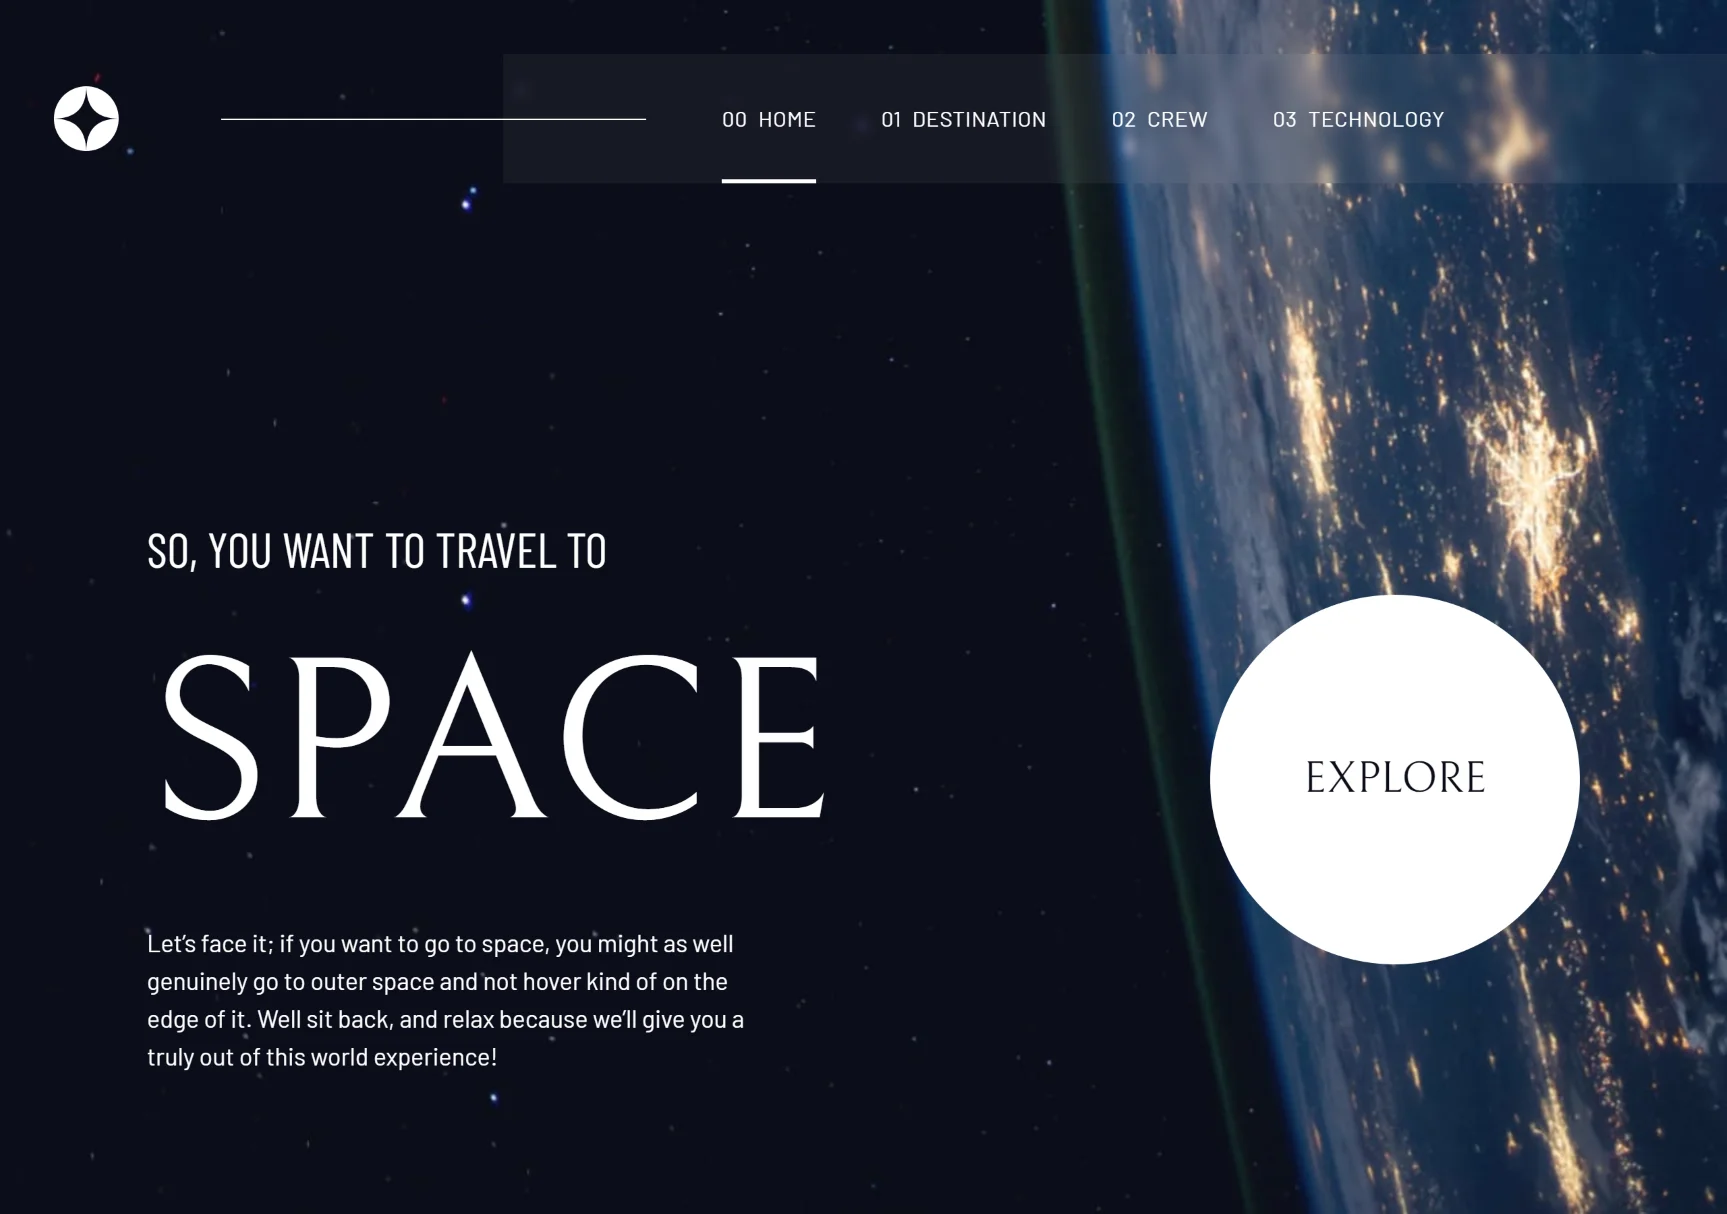 00 HOME 01 DESTINATION 02 CREW 03 TECHNOLOGY
SO, YOU WANT TO TRAVEL TO
SPACE
EXPLORE
Let’s face it; if you want to go to space, you might as well
genuinely go to outer space and not hover kind of on the
edge of it. Well sit back, and relax because we’ll give you a
truly out of this world experience!